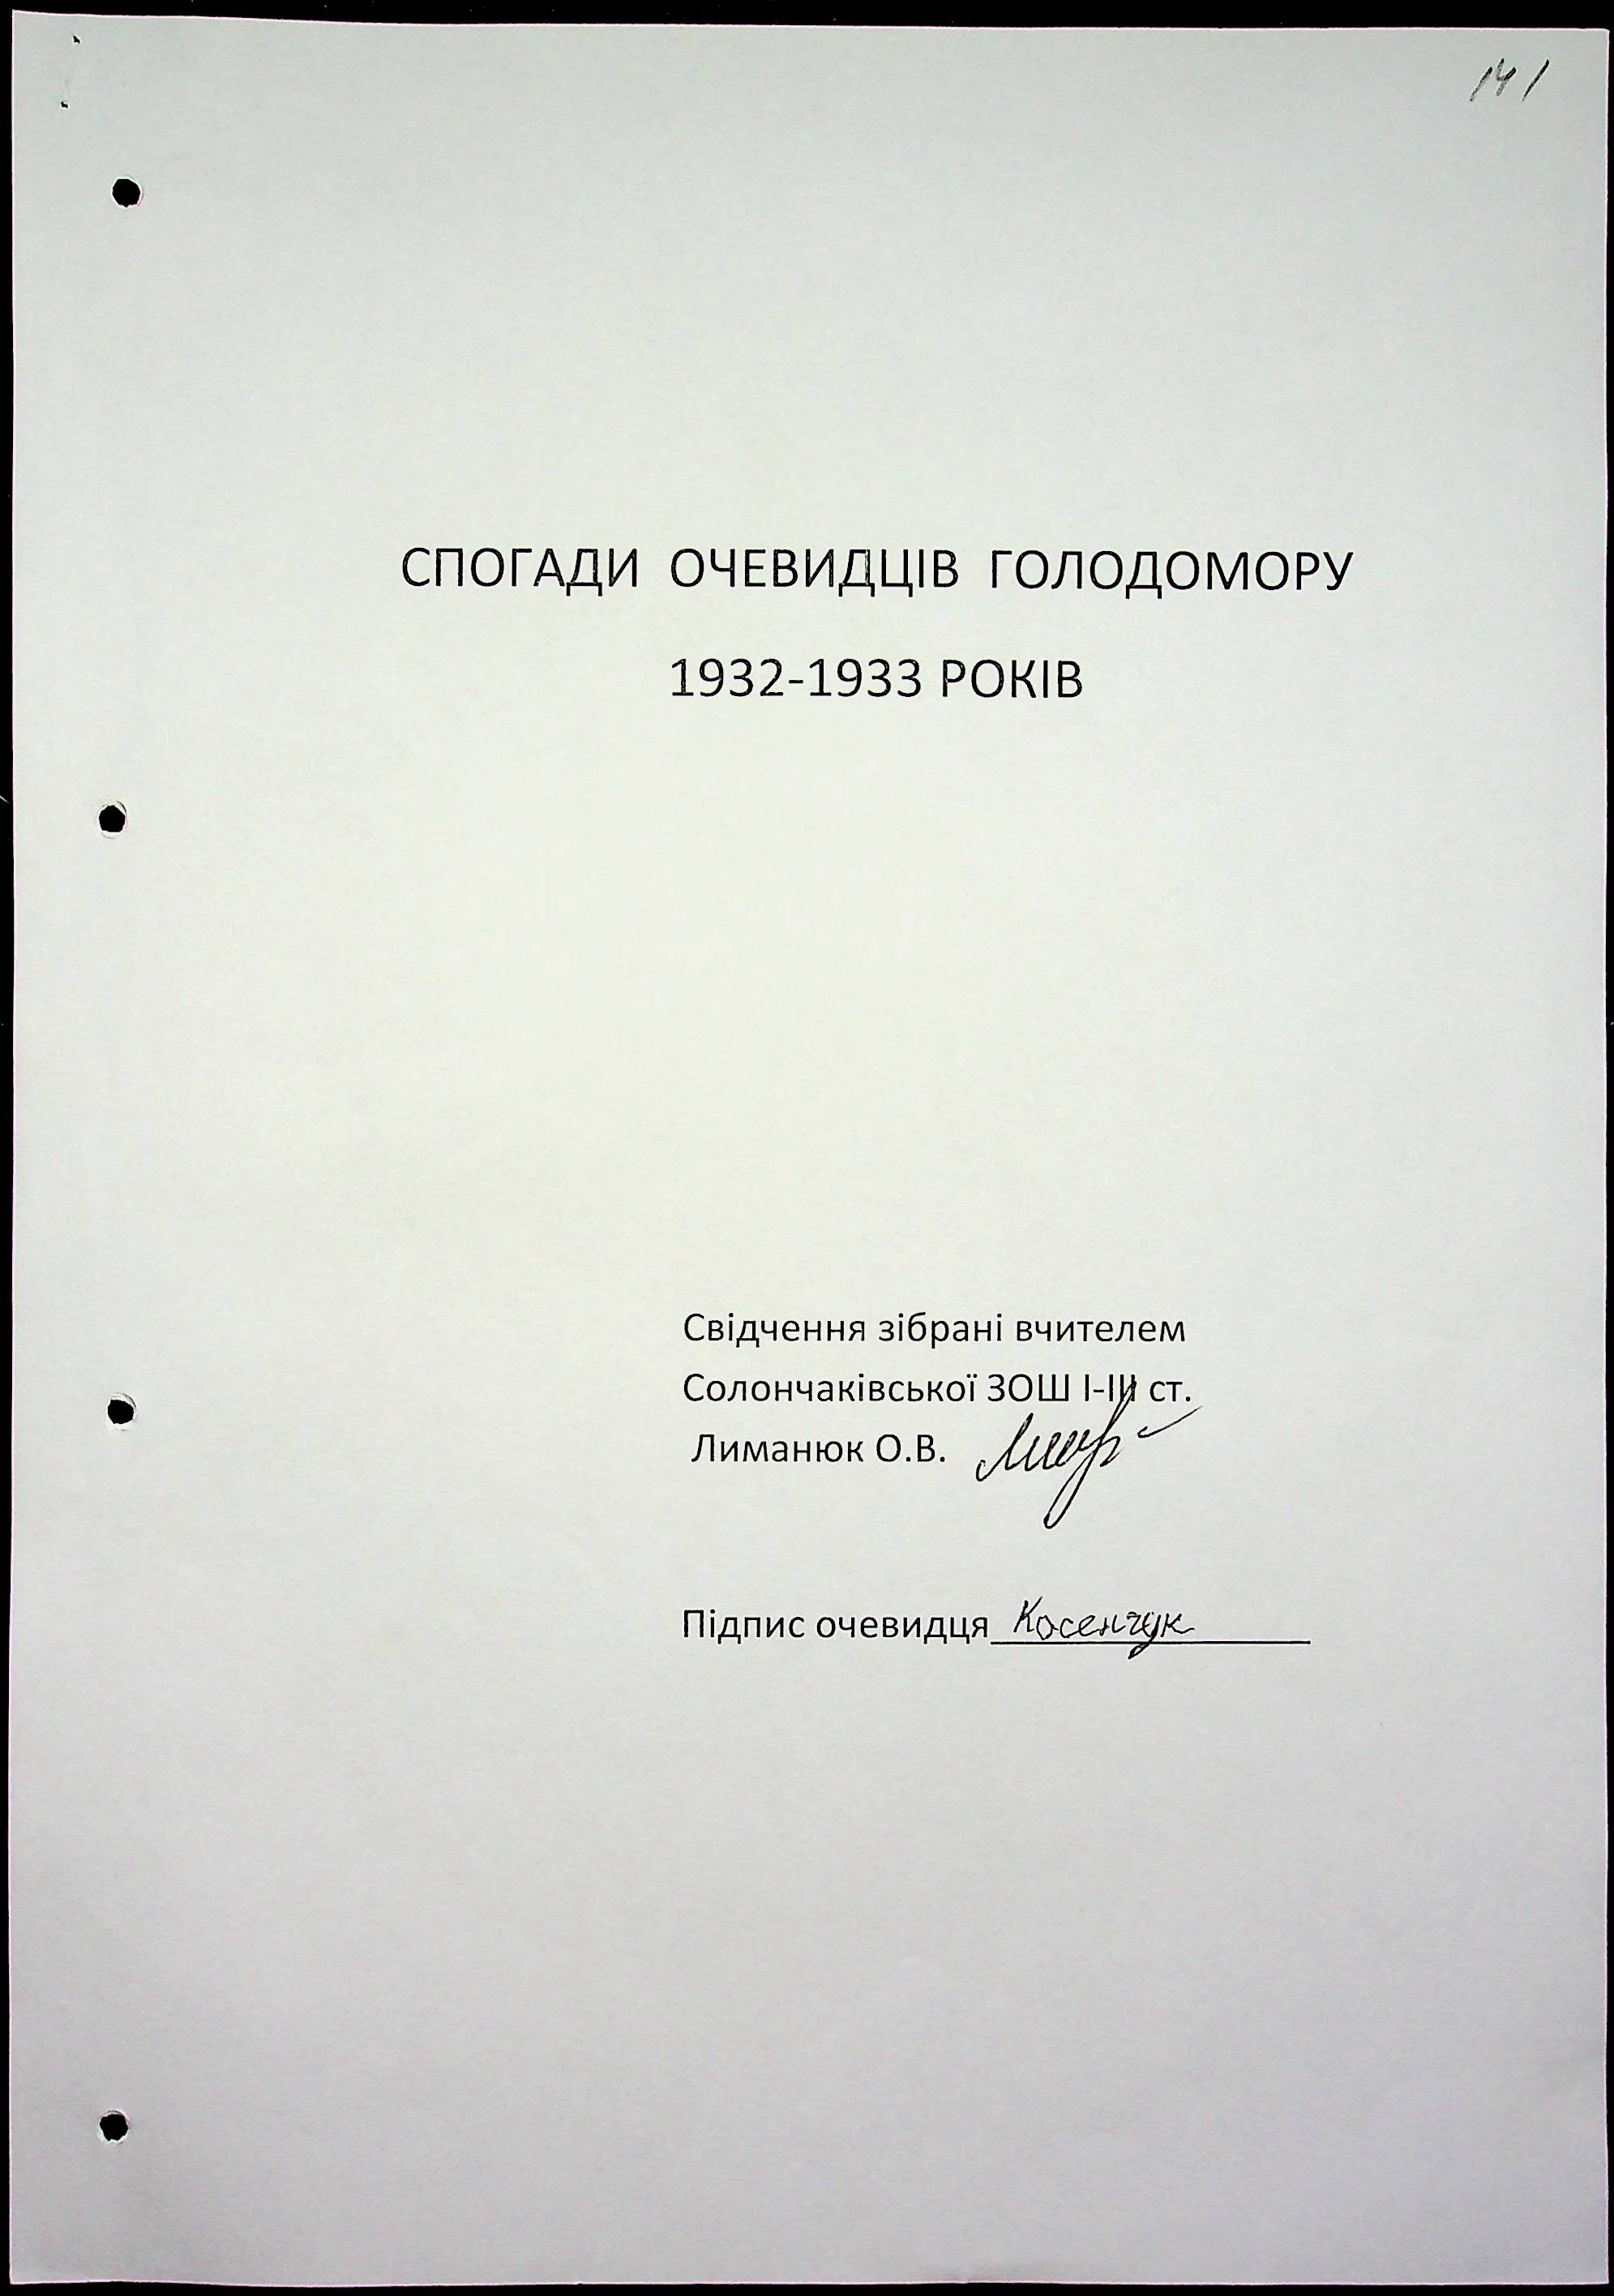 141
СПОГАДИ ОЧЕВИДЦІВ ГОЛОДОМОРУ
1932-1933 РОКІВ
Свідчення зібрані вчителем
Солончаківської ЗОШ І-ІІІ ст.
Лиманюк О.В.
Підпис очевидця Косенчук